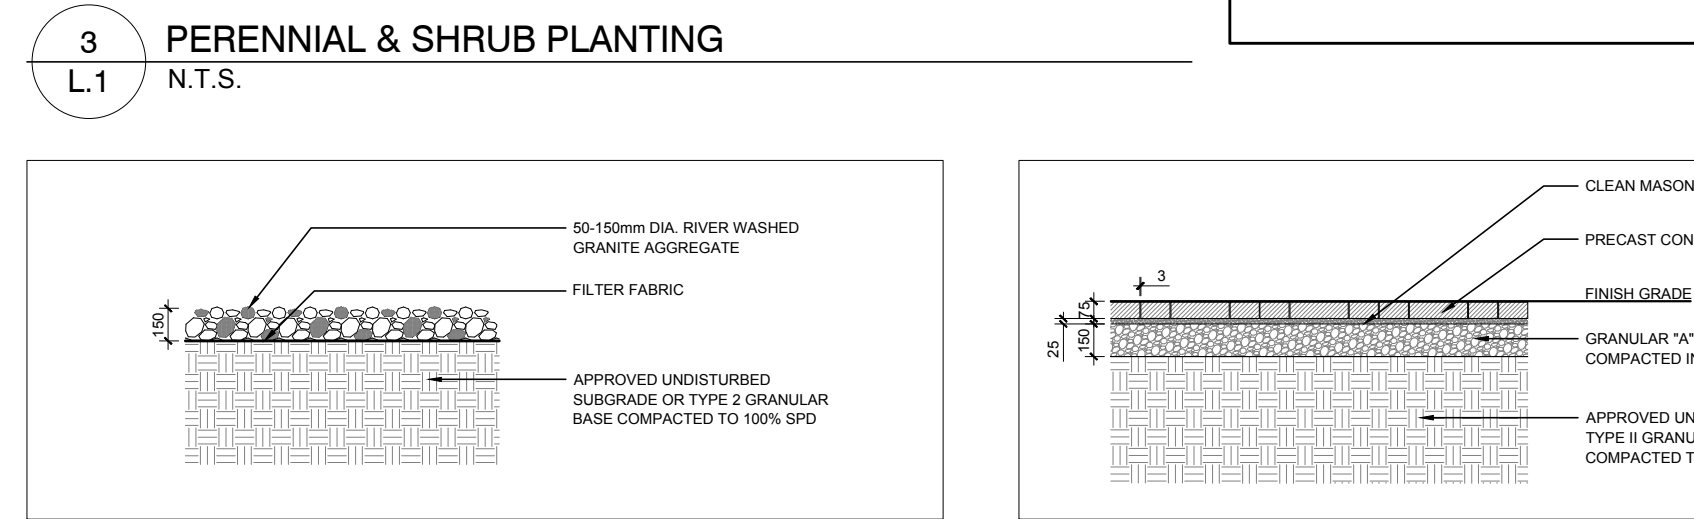 3
L.1
PERENNIAL & SHRUB PLANTING
N.T.S.
50-150mm DIA. RIVER WASHED
GRANITE AGGREGATE
FILTER FABRIC
150
APPROVED UNDISTURBED
SUBGRADE OR TYPE 2 GRANULAR
BASE COMPACTED TO 100% SPD
CLEAN MASON
PRECAST CON
3
FINISH GRADE
75
25
150
GRANULAR "A"
COMPACTED IN
APPROVED UN
TYPE II GRANU
COMPACTED T